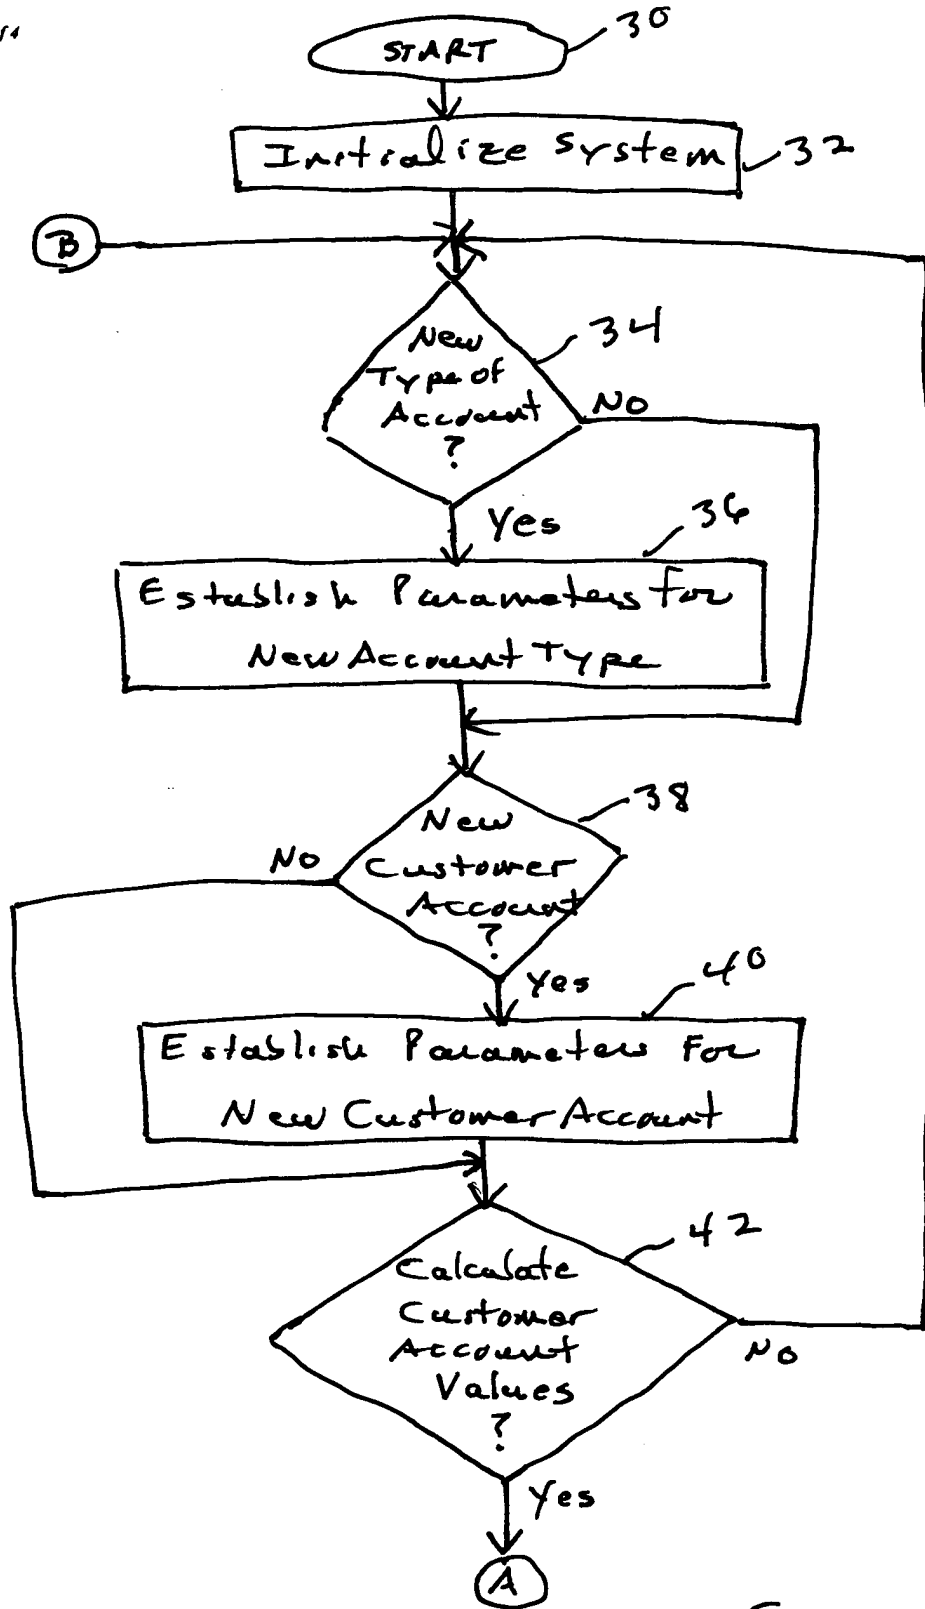 START
30
Initialize System
32
B
New
Type of
Account
?
34
No
Yes
36
Establish Parameters for
New Account Type
38
New
Customer
Account
?
No
Yes
40
Establish Parameters For
New Customer Account
42
Calculate
Customer
Account
Values
?
No
Yes
A